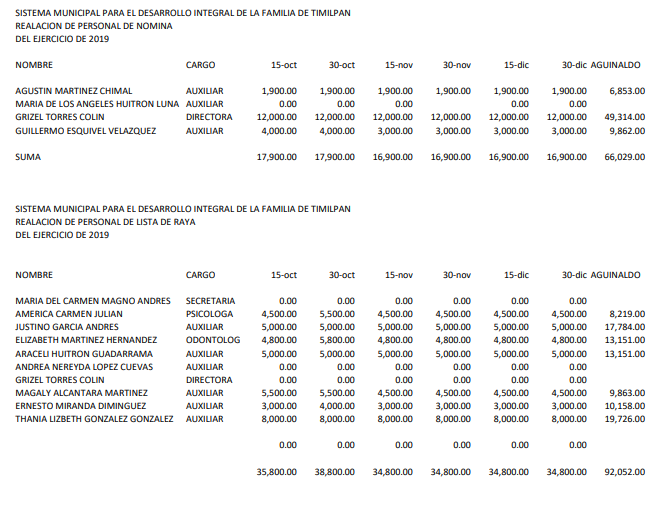 SISTEMA MUNICIPAL PARA EL DESARROLLO INTEGRAL DE LA FAMILIA DE TIMILPAN
REALACION DE PERSONAL DE NOMINA
DEL EJERCICIO DE 2019
NOMBRE CARGO 15-oct 30-oct 15-nov 30-nov 15-dic 30-dic AGUINALDO
AGUSTIN MARTINEZ CHIMAL AUXILIAR 1,900.00 1,900.00 1,900.00 1,900.00 1,900.00 1,900.00 6,853.00
MARIA DE LOS ANGELES HUITRON LUNA AUXILIAR 0.00 0.00 0.00 0.00 0.00
GRIZEL TORRES COLIN DIRECTORA 12,000.00 12,000.00 12,000.00 12,000.00 12,000.00 12,000.00 49,314.00
GUILLERMO ESQUIVEL VELAZQUEZ AUXILIAR 4,000.00 4,000.00 3,000.00 3,000.00 3,000.00 3,000.00 9,862.00
SUMA 17,900.00 17,900.00 16,900.00 16,900.00 16,900.00 16,900.00 66,029.00
SISTEMA MUNICIPAL PARA EL DESARROLLO INTEGRAL DE LA FAMILIA DE TIMILPAN
REALACION DE PERSONAL DE LISTA DE RAYA
DEL EJERCICIO DE 2019
NOMBRE CARGO 15-oct 30-oct 15-nov 30-nov 15-dic 30-dic AGUINALDO
MARIA DEL CARMEN MAGNO ANDRES SECRETARIA 0.00 0.00 0.00 0.00 0.00 0.00
AMERICA CARMEN JULIAN PSICOLOGA 4,500.00 5,500.00 4,500.00 4,500.00 4,500.00 4,500.00 8,219.00
JUSTINO GARCIA ANDRES AUXILIAR 5,000.00 5,000.00 5,000.00 5,000.00 5,000.00 5,000.00 17,784.00
ELIZABETH MARTINEZ HERNANDEZ ODONTOLOG 4,800.00 5,800.00 4,800.00 4,800.00 4,800.00 4,800.00 13,151.00
ARACELI HUITRON GUADARRAMA AUXILIAR 5,000.00 5,000.00 5,000.00 5,000.00 5,000.00 5,000.00 13,151.00
ANDREA NEREYDA LOPEZ CUEVAS AUXILIAR 0.00 0.00 0.00 0.00 0.00 0.00
GRIZEL TORRES COLIN DIRECTORA 0.00 0.00 0.00 0.00 0.00 0.00
MAGALY ALCANTARA MARTINEZ AUXILIAR 5,500.00 5,500.00 4,500.00 4,500.00 4,500.00 4,500.00 9,863.00
ERNESTO MIRANDA DIMINGUEZ AUXILIAR 3,000.00 4,000.00 3,000.00 3,000.00 3,000.00 3,000.00 10,158.00
THANIA LIZBETH GONZALEZ GONZALEZ AUXILIAR 8,000.00 8,000.00 8,000.00 8,000.00 8,000.00 8,000.00 19,726.00
0.00 0.00 0.00 0.00 0.00 0.00
35,800.00 38,800.00 34,800.00 34,800.00 34,800.00 34,800.00 92,052.00